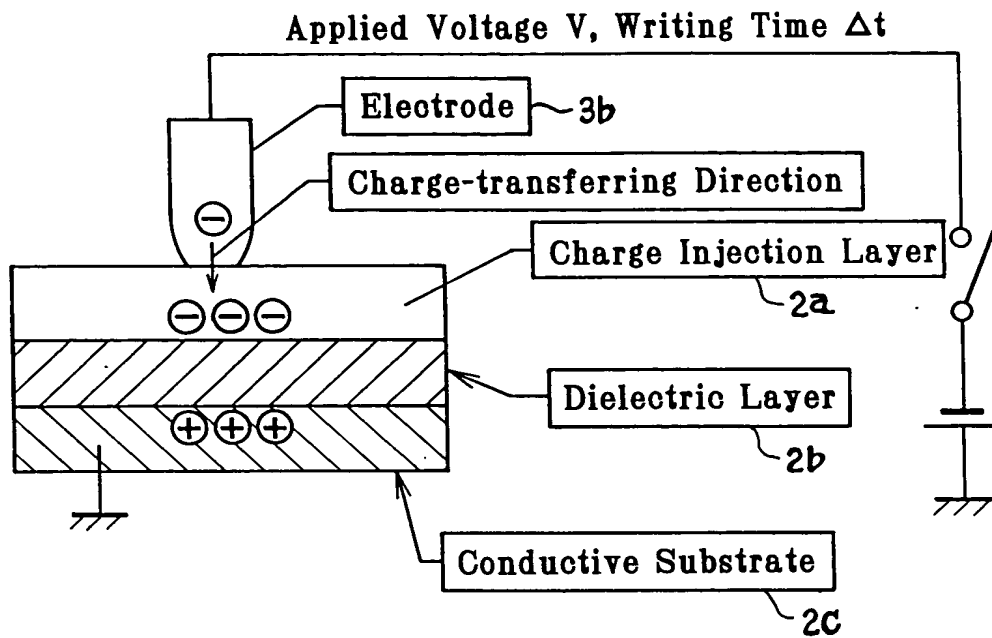 Applied Voltage V, Writing Time Δt
Electrode
3b
Charge-transferring Direction
−
Charge Injection Layer
2a
− − −
Dielectric Layer
2b
+ + +
Conductive Substrate
2c